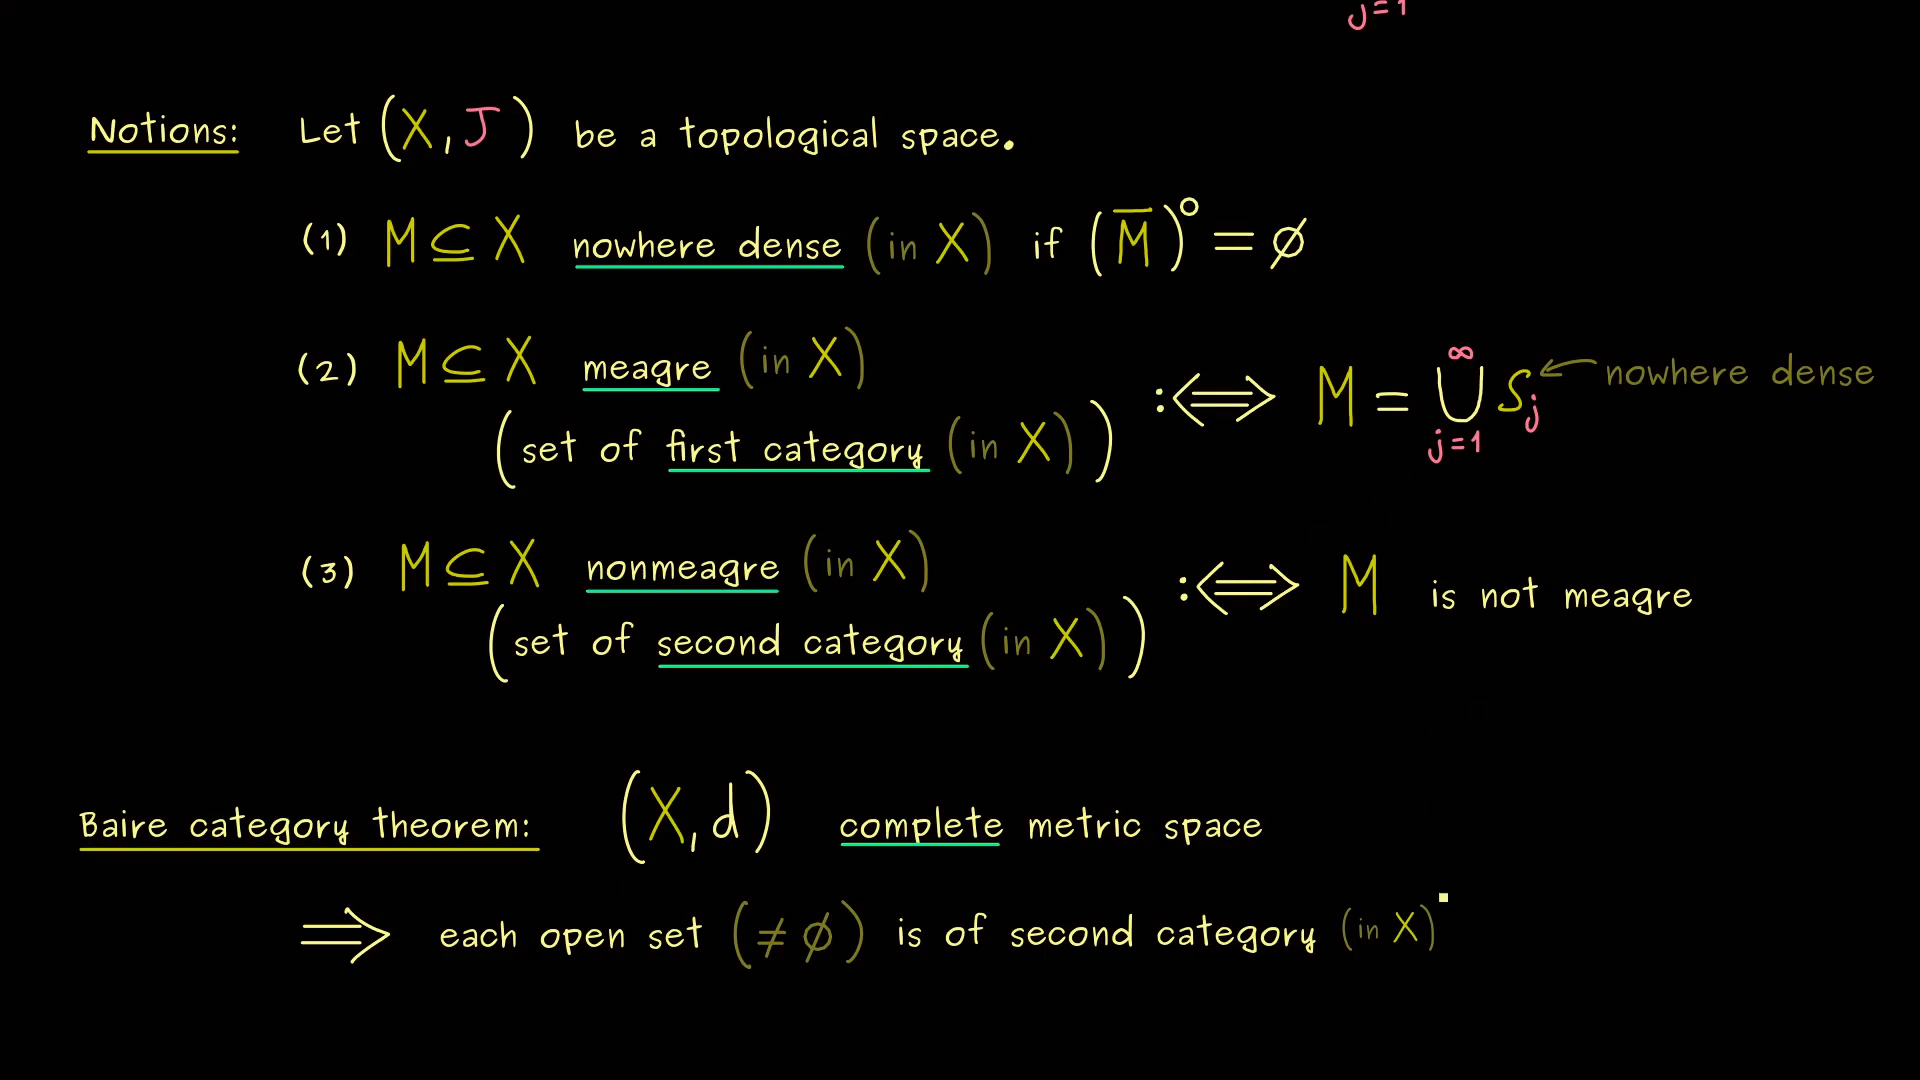 j=1
Notions: Let (X, J) be a topological space.
(1) M ⊆ X nowhere dense (in X) if (M̅)° = ∅
(2) M ⊆ X meagre (in X)
(set of first category (in X)) :⟺ M = ⋃_{j=1}^{∞} S_j ← nowhere dense
(3) M ⊆ X nonmeagre (in X)
(set of second category (in X)) :⟺ M is not meagre
Baire category theorem: (X, d) complete metric space
⟹ each open set (≠ ∅) is of second category (in X)